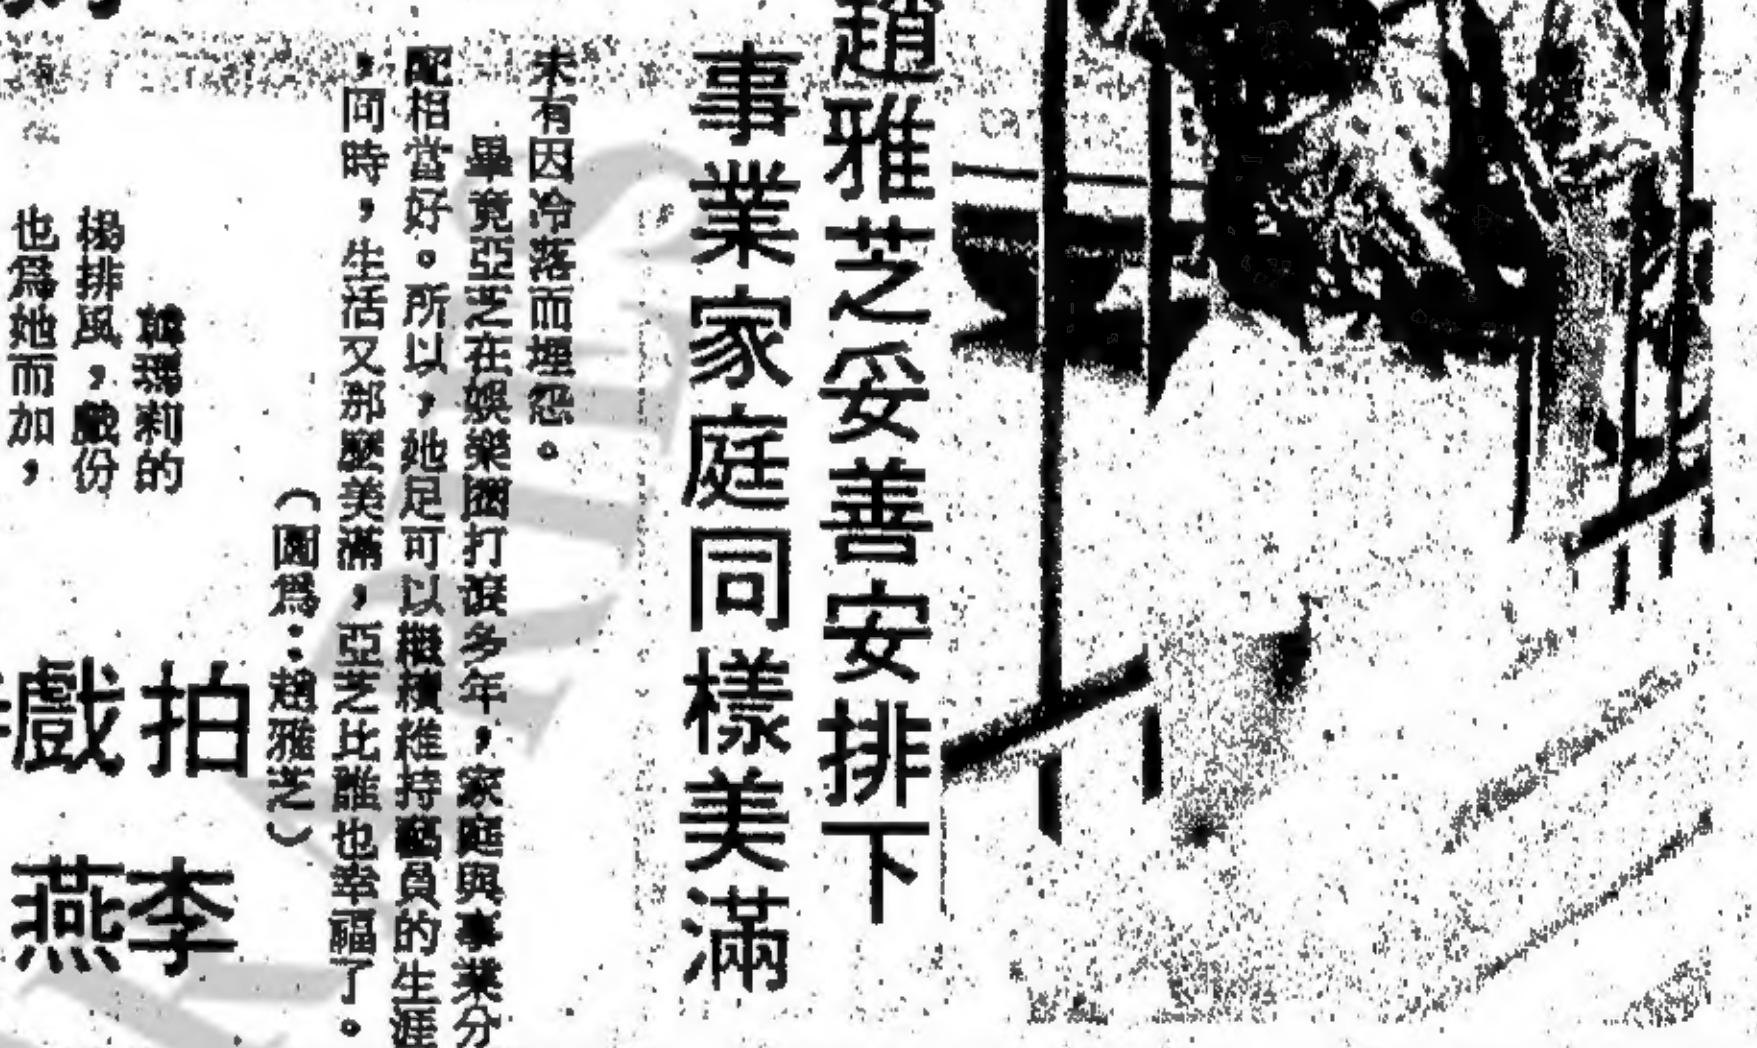 趙雅芝妥善安排下
事業家庭同樣美滿
未有因冷落而埋怨。
畢竟亞芝在娛樂圈打滾多年,家庭與事業分
配相當好。所以,她足可以繼續維持藝員的生涯
,同時,生活又那麼美滿,亞芝比誰也幸福了。
(圖爲:趙雅芝)
拍戲
李燕
韓瑪莉的
楊排風,戲份
也爲她而加,